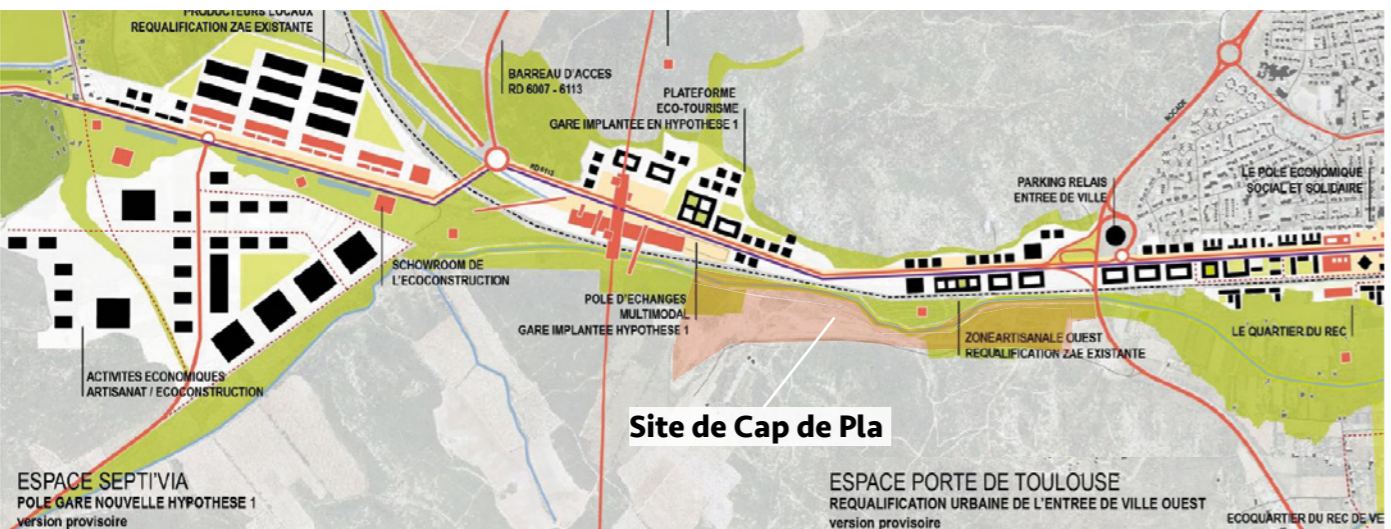 PRODUCTEURS LOCAUX
REQUALIFICATION ZAE EXISTANTE
BARREAU D'ACCES
RD 6007 - 6113
PLATEFORME
ECO-TOURISME
GARE IMPLANTEE EN HYPOTHESE 1
RD 6113
ROCADE
PARKING RELAIS
ENTREE DE VILLE
LE POLE ECONOMIQUE
SOCIAL ET SOLIDAIRE
SCHOWROOM DE
L'ECOCONSTRUCTION
POLE D'ECHANGES
MULTIMODAL
GARE IMPLANTEE HYPOTHESE 1
ZONE ARTISANALE OUEST
REQUALIFICATION ZAE EXISTANTE
LE QUARTIER DU REC
ACTIVITES ECONOMIQUES
ARTISANAT / ECOCONSTRUCTION
Site de Cap de Pla
ESPACE SEPTI'VIA
POLE GARE NOUVELLE HYPOTHESE 1
version provisoire
ESPACE PORTE DE TOULOUSE
REQUALIFICATION URBAINE DE L'ENTREE DE VILLE OUEST
version provisoire
ECOQUARTIER DU REC DE VE